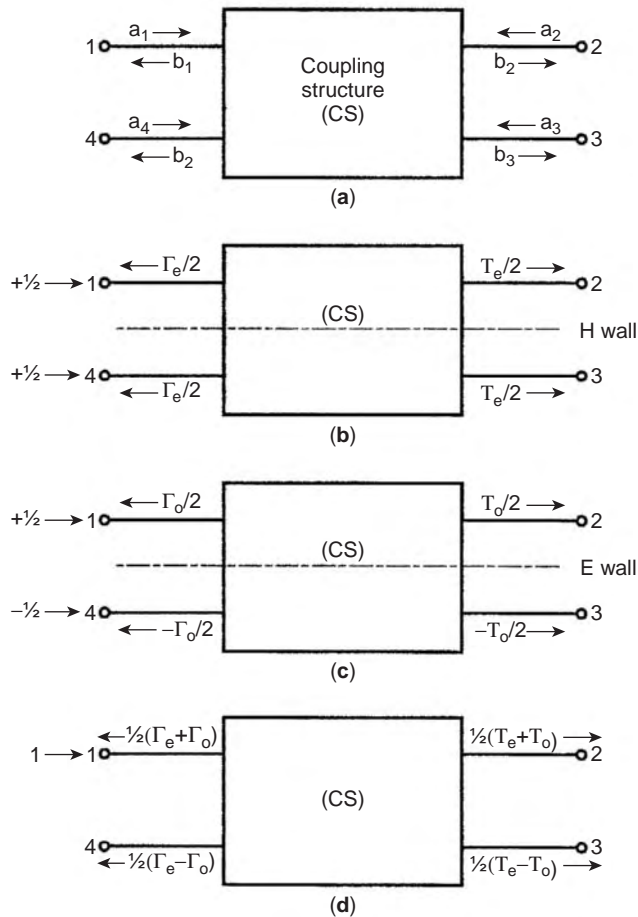 a₁ → ← a₂
1 ← b₁ Coupling b₂ → 2
structure
(CS)
a₄ → ← a₃
4 ← b₂ b₃ → 3
(a)
← Γe/2 Te/2 →
+½ → 1 2
(CS)
H wall
+½ → 4 3
← Γe/2 Te/2 →
(b)
← Γo/2 To/2 →
+½ → 1 2
(CS)
E wall
−½ → 4 3
← −Γo/2 −To/2 →
(c)
← ½(Γe+Γo) ½(Te+To) →
1 → 1 2
(CS)
4 3
← ½(Γe−Γo) ½(Te−To) →
(d)